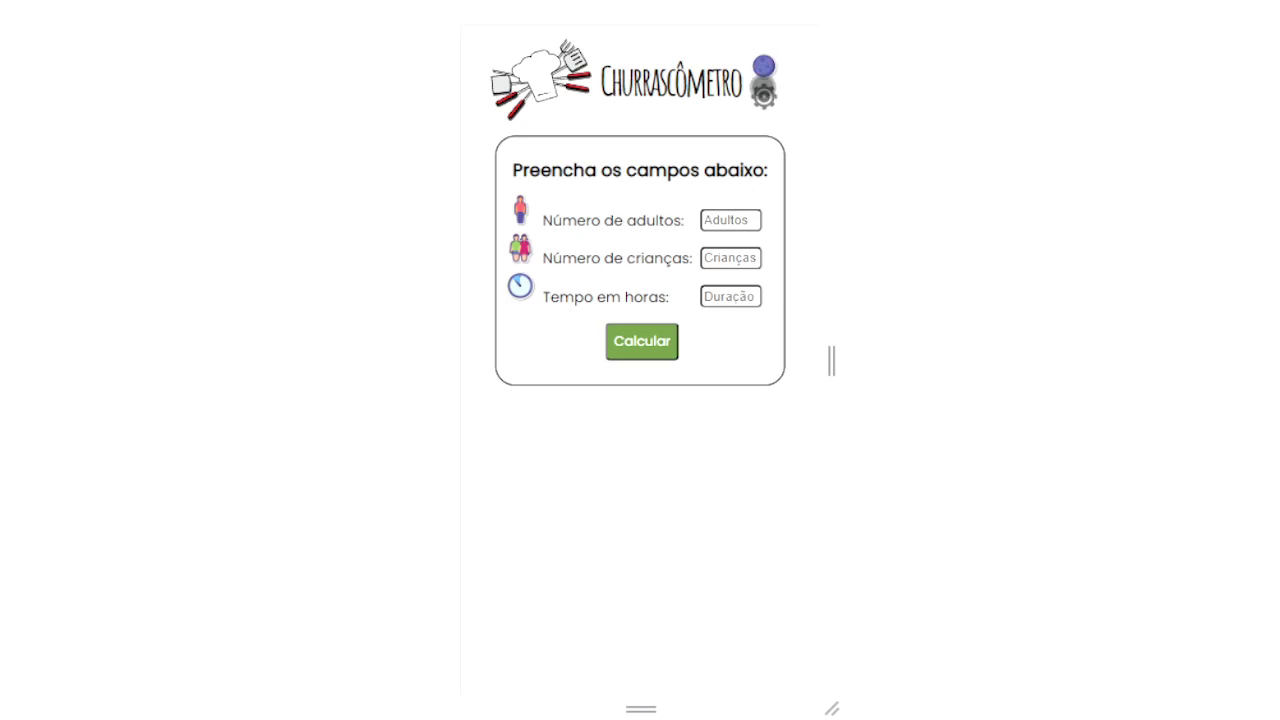 CHURRASCÔMETRO
Preencha os campos abaixo:
Número de adultos: Adultos
Número de crianças: Crianças
Tempo em horas: Duração
Calcular